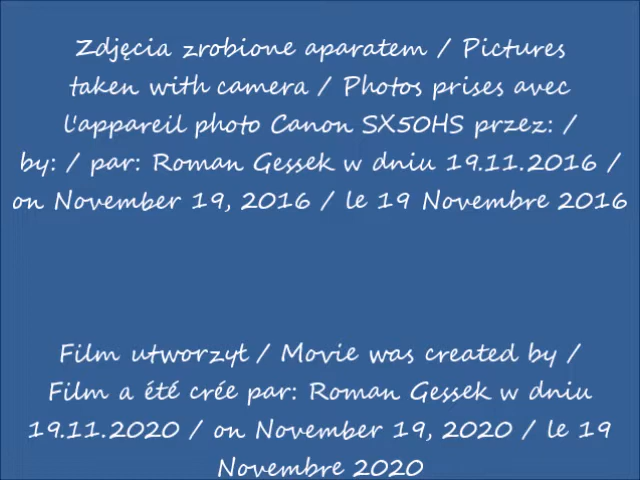 Zdjęcia zrobione aparatem / Pictures
taken with camera / Photos prises avec
l'appareil photo Canon SX50HS przez: /
by: / par: Roman Gessek w dniu 19.11.2016 /
on November 19, 2016 / le 19 Novembre 2016
Film utworzył / Movie was created by /
Film a été crée par: Roman Gessek w dniu
19.11.2020 / on November 19, 2020 / le 19
Novembre 2020